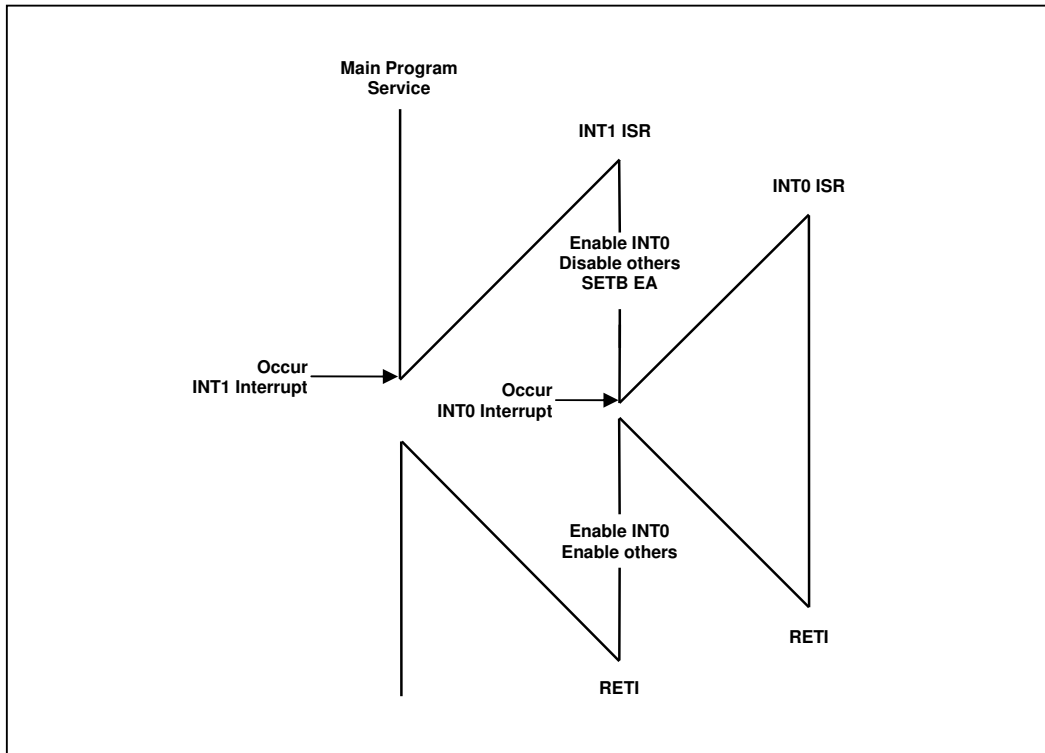 Main Program
Service
INT1 ISR
INT0 ISR
Enable INT0
Disable others
SETB EA
Occur
INT1 Interrupt
Occur
INT0 Interrupt
Enable INT0
Enable others
RETI
RETI